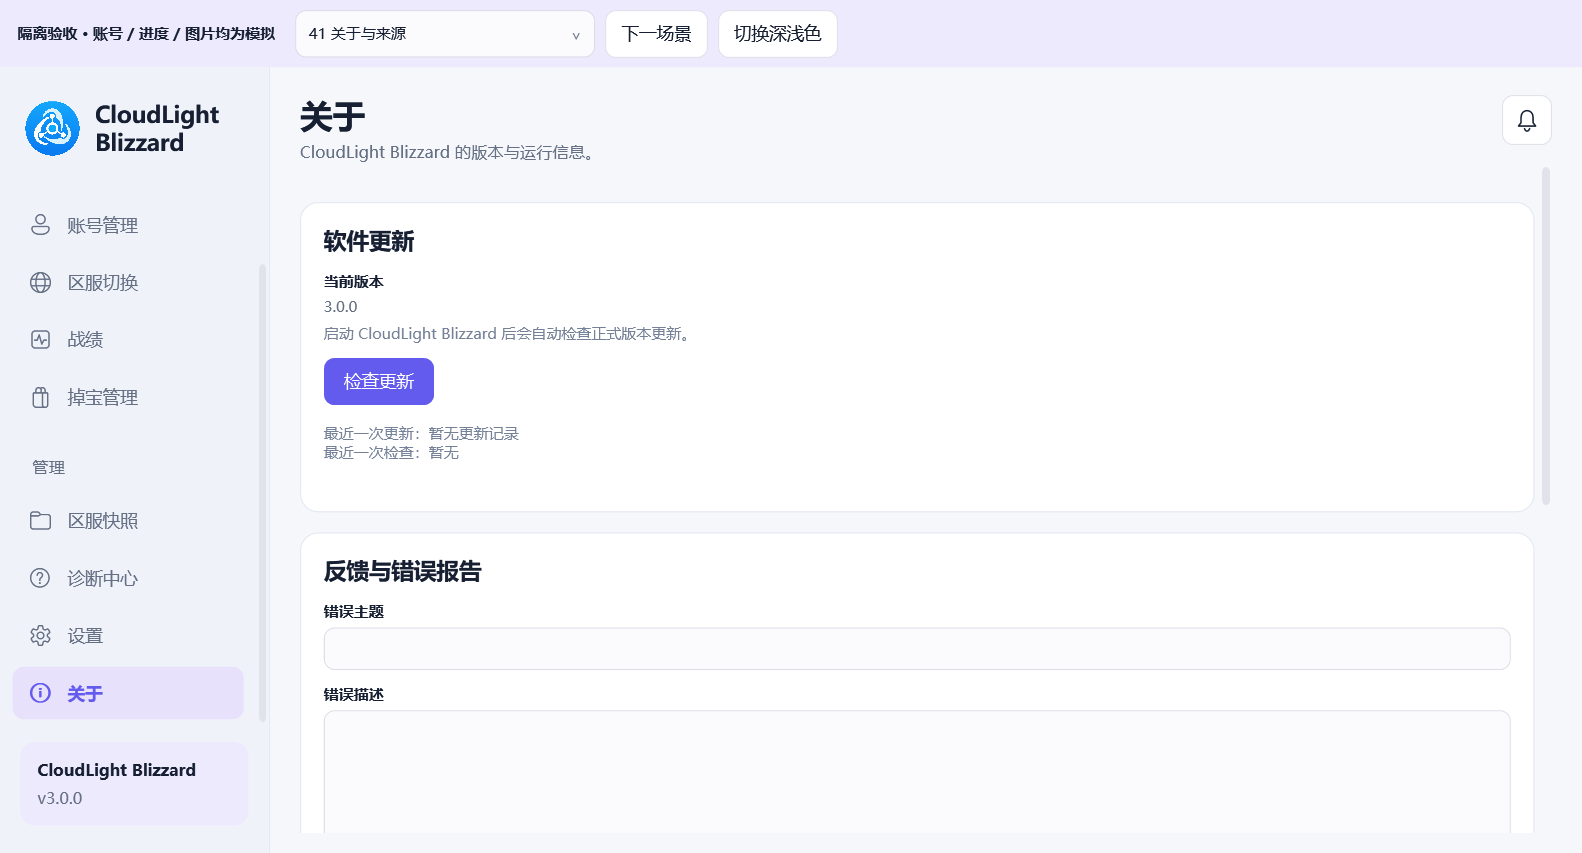 隔离验收 • 账号 / 进度 / 图片均为模拟
41 关于与来源
下一场景
切换深浅色
CloudLight
Blizzard
账号管理
区服切换
战绩
掉宝管理
管理
区服快照
诊断中心
设置
关于
CloudLight Blizzard
v3.0.0
关于
CloudLight Blizzard 的版本与运行信息。
软件更新
当前版本
3.0.0
启动 CloudLight Blizzard 后会自动检查正式版本更新。
检查更新
最近一次更新：暂无更新记录
最近一次检查：暂无
反馈与错误报告
错误主题
错误描述